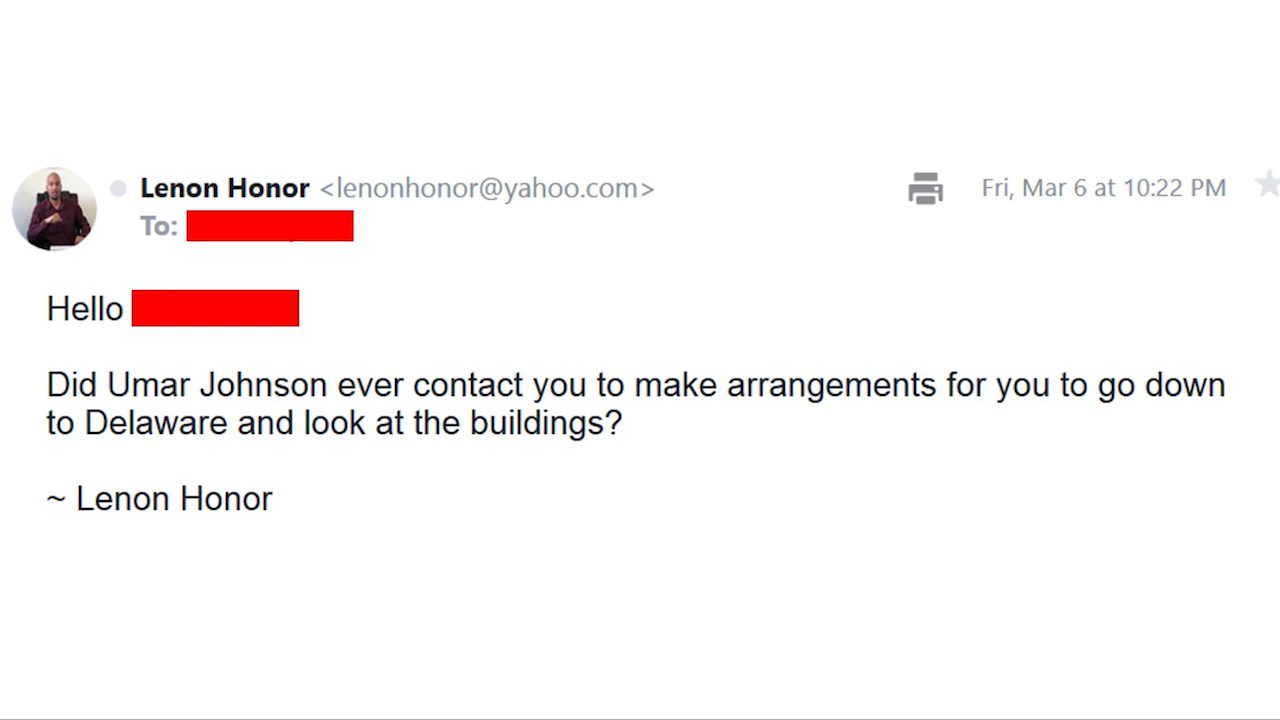 Lenon Honor <lenonhonor@yahoo.com> Fri, Mar 6 at 10:22 PM
To:
Hello
Did Umar Johnson ever contact you to make arrangements for you to go down
to Delaware and look at the buildings?
~ Lenon Honor